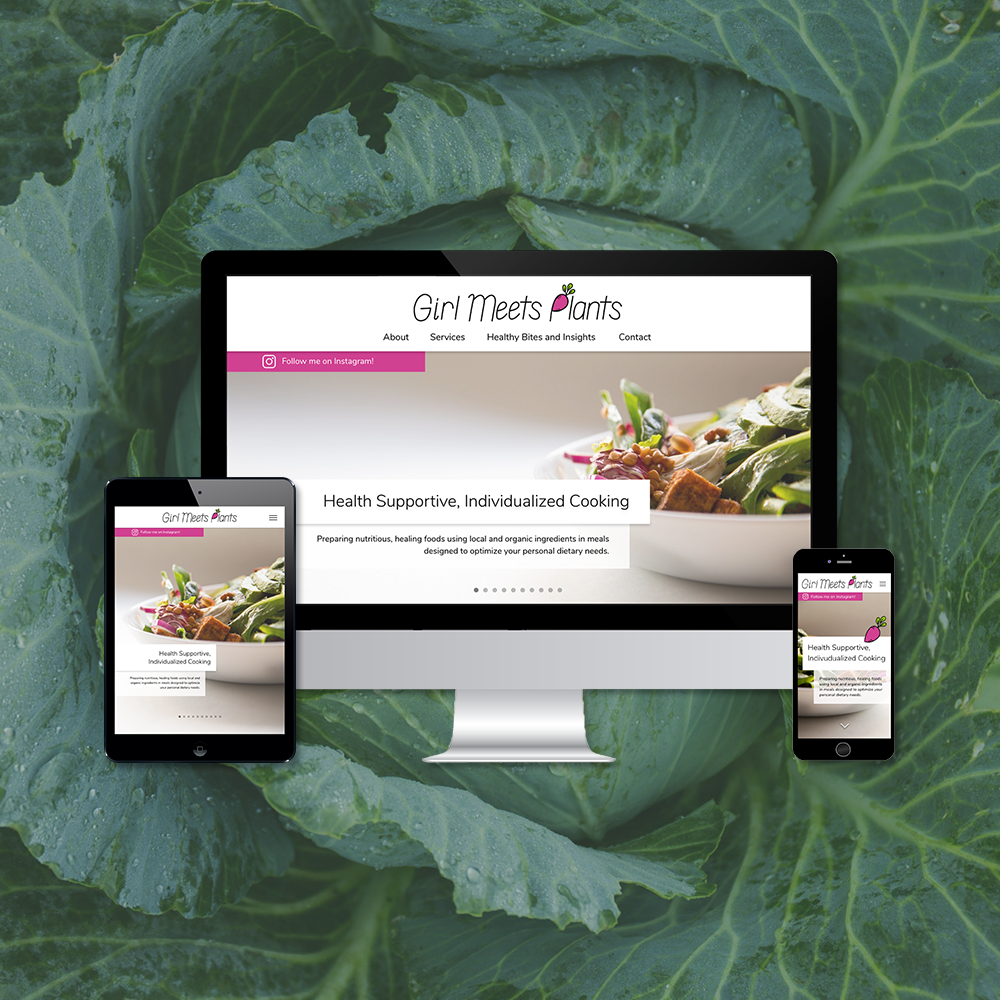 Girl Meets Plants
About Services Healthy Bites and Insights Contact
Follow me on Instagram!
Health Supportive, Individualized Cooking
Preparing nutritious, healing foods using local and organic ingredients in meals
designed to optimize your personal dietary needs.
Girl Meets Plants
Follow me on Instagram!
Health Supportive,
Individualized Cooking
Preparing nutritious, healing foods using local and
organic ingredients in meals designed to optimize
your personal dietary needs.
Girl Meets Plants
Follow me on Instagram!
Health Supportive,
Indivudualized Cooking
Preparing nutritious, healing foods
using local and organic ingredients
in meals designed to optimize your
personal dietary needs.